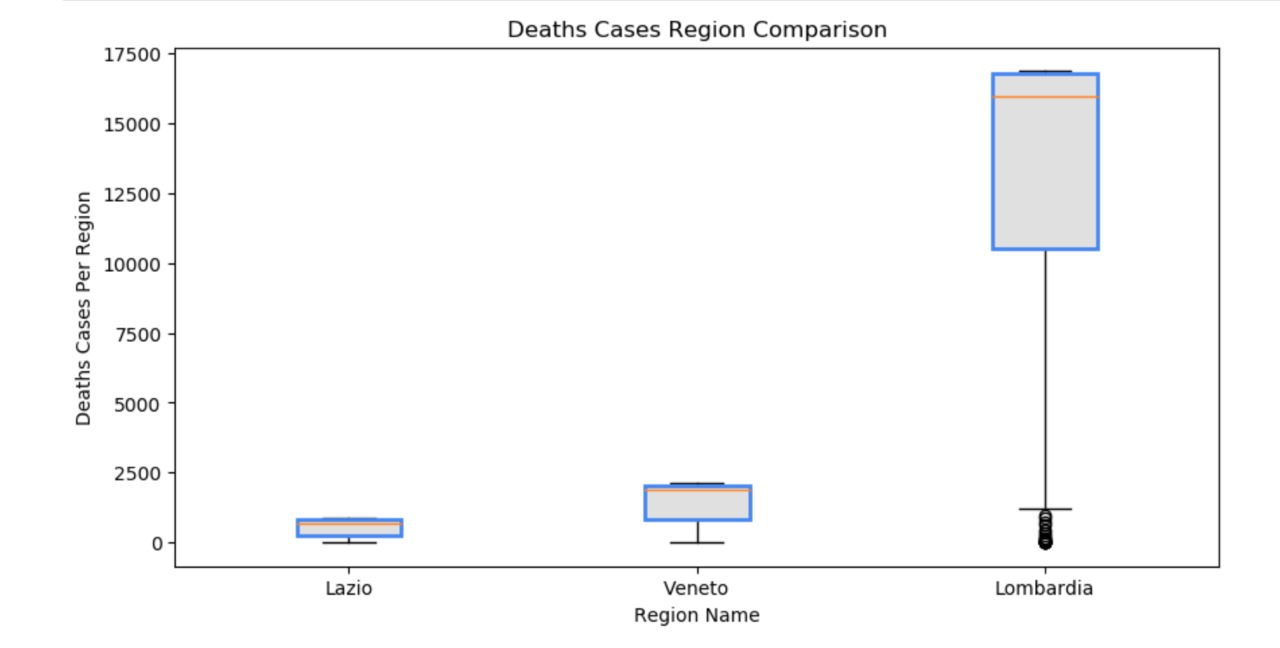 Deaths Cases Region Comparison
17500
15000
12500
10000
7500
5000
2500
0
Deaths Cases Per Region
Lazio Veneto Lombardia
Region Name